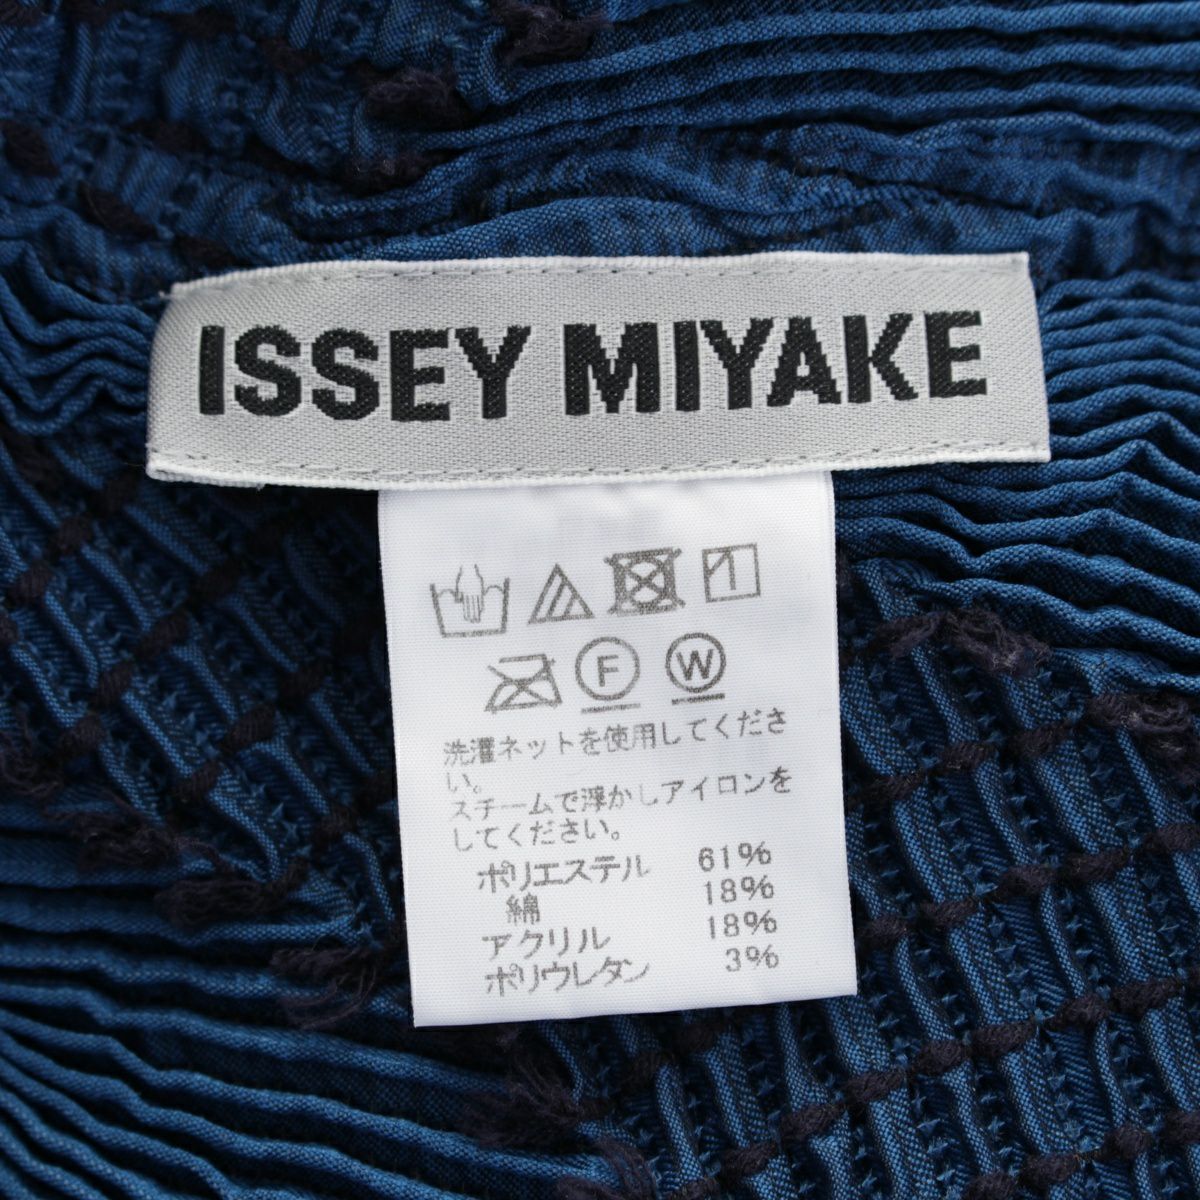 ISSEY MIYAKE
F W
洗濯ネットを使用してくださ
い。
スチームで浮かしアイロンを
してください。
ポリエステル 61%
綿 18%
アクリル 18%
ポリウレタン 3%